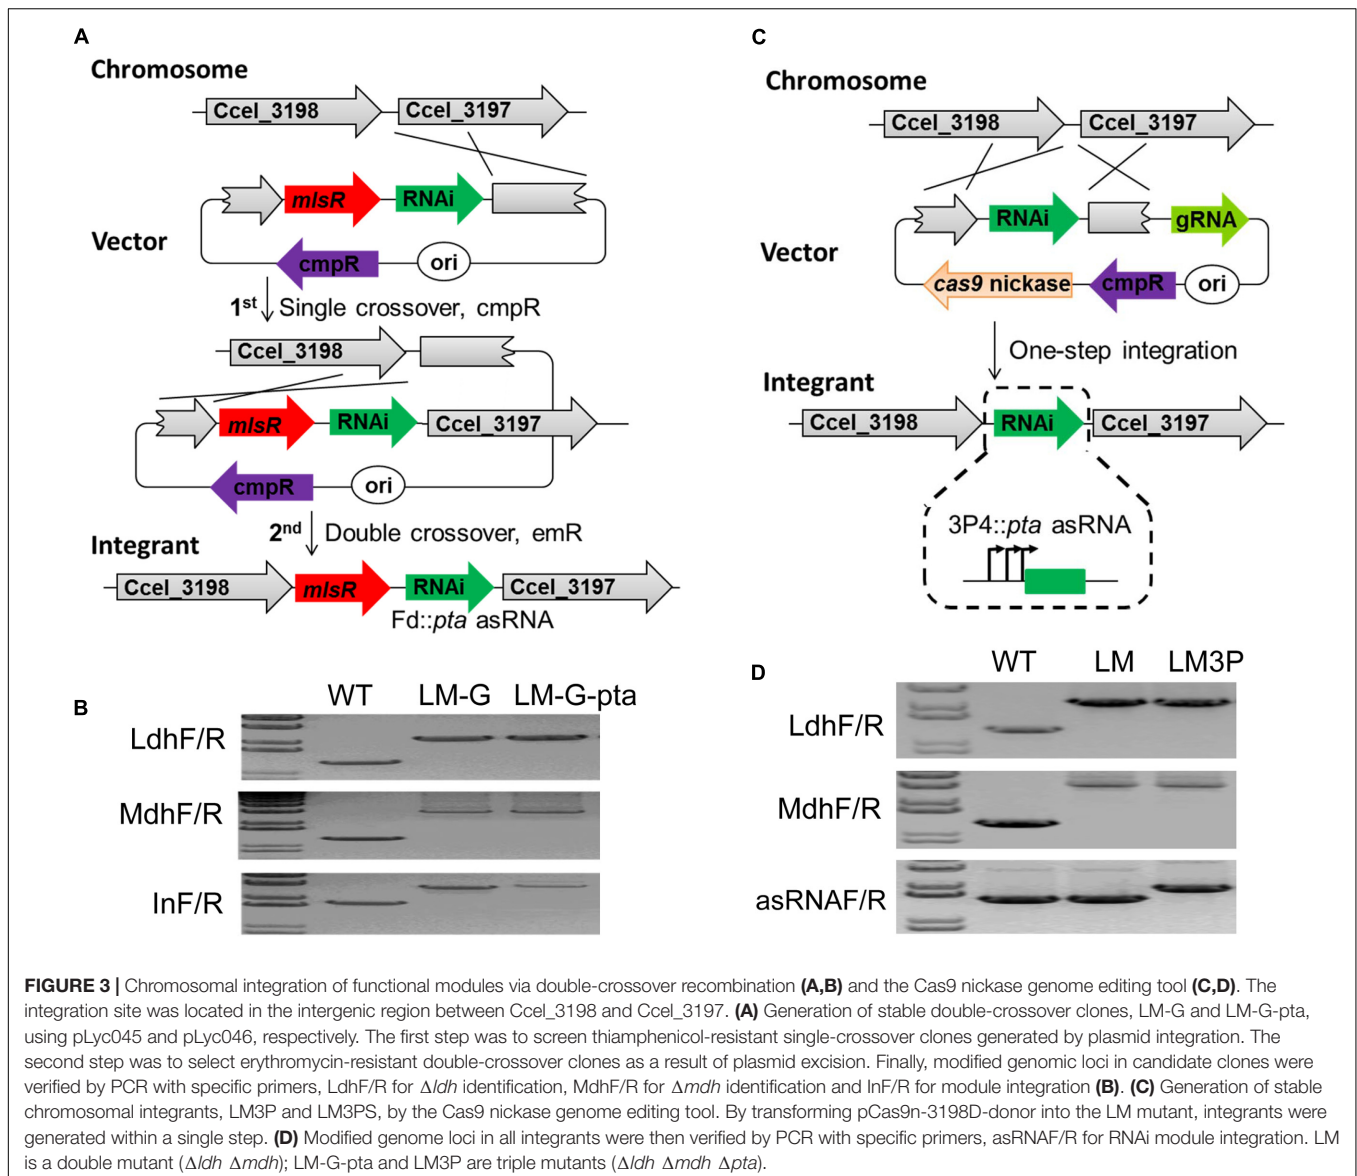 A
Chromosome
Ccel_3198
Ccel_3197
mlsR
RNAi
Vector
cmpR
ori
1st
Single crossover, cmpR
Ccel_3198
mlsR
RNAi
Ccel_3197
cmpR
ori
2nd
Double crossover, emR
Integrant
Ccel_3198
mlsR
RNAi
Ccel_3197
Fd::pta asRNA
B
WT LM-G LM-G-pta
LdhF/R
MdhF/R
InF/R
C
Chromosome
Ccel_3198
Ccel_3197
RNAi
gRNA
Vector
cas9 nickase
cmpR
ori
One-step integration
Integrant
Ccel_3198
RNAi
Ccel_3197
3P4::pta asRNA
D
WT LM LM3P
LdhF/R
MdhF/R
asRNAF/R
FIGURE 3 | Chromosomal integration of functional modules via double-crossover recombination (A,B) and the Cas9 nickase genome editing tool (C,D). The
integration site was located in the intergenic region between Ccel_3198 and Ccel_3197. (A) Generation of stable double-crossover clones, LM-G and LM-G-pta,
using pLyc045 and pLyc046, respectively. The first step was to screen thiamphenicol-resistant single-crossover clones generated by plasmid integration. The
second step was to select erythromycin-resistant double-crossover clones as a result of plasmid excision. Finally, modified genomic loci in candidate clones were
verified by PCR with specific primers, LdhF/R for Δldh identification, MdhF/R for Δmdh identification and InF/R for module integration (B). (C) Generation of stable
chromosomal integrants, LM3P and LM3PS, by the Cas9 nickase genome editing tool. By transforming pCas9n-3198D-donor into the LM mutant, integrants were
generated within a single step. (D) Modified genome loci in all integrants were then verified by PCR with specific primers, asRNAF/R for RNAi module integration. LM
is a double mutant (Δldh Δmdh); LM-G-pta and LM3P are triple mutants (Δldh Δmdh Δpta).